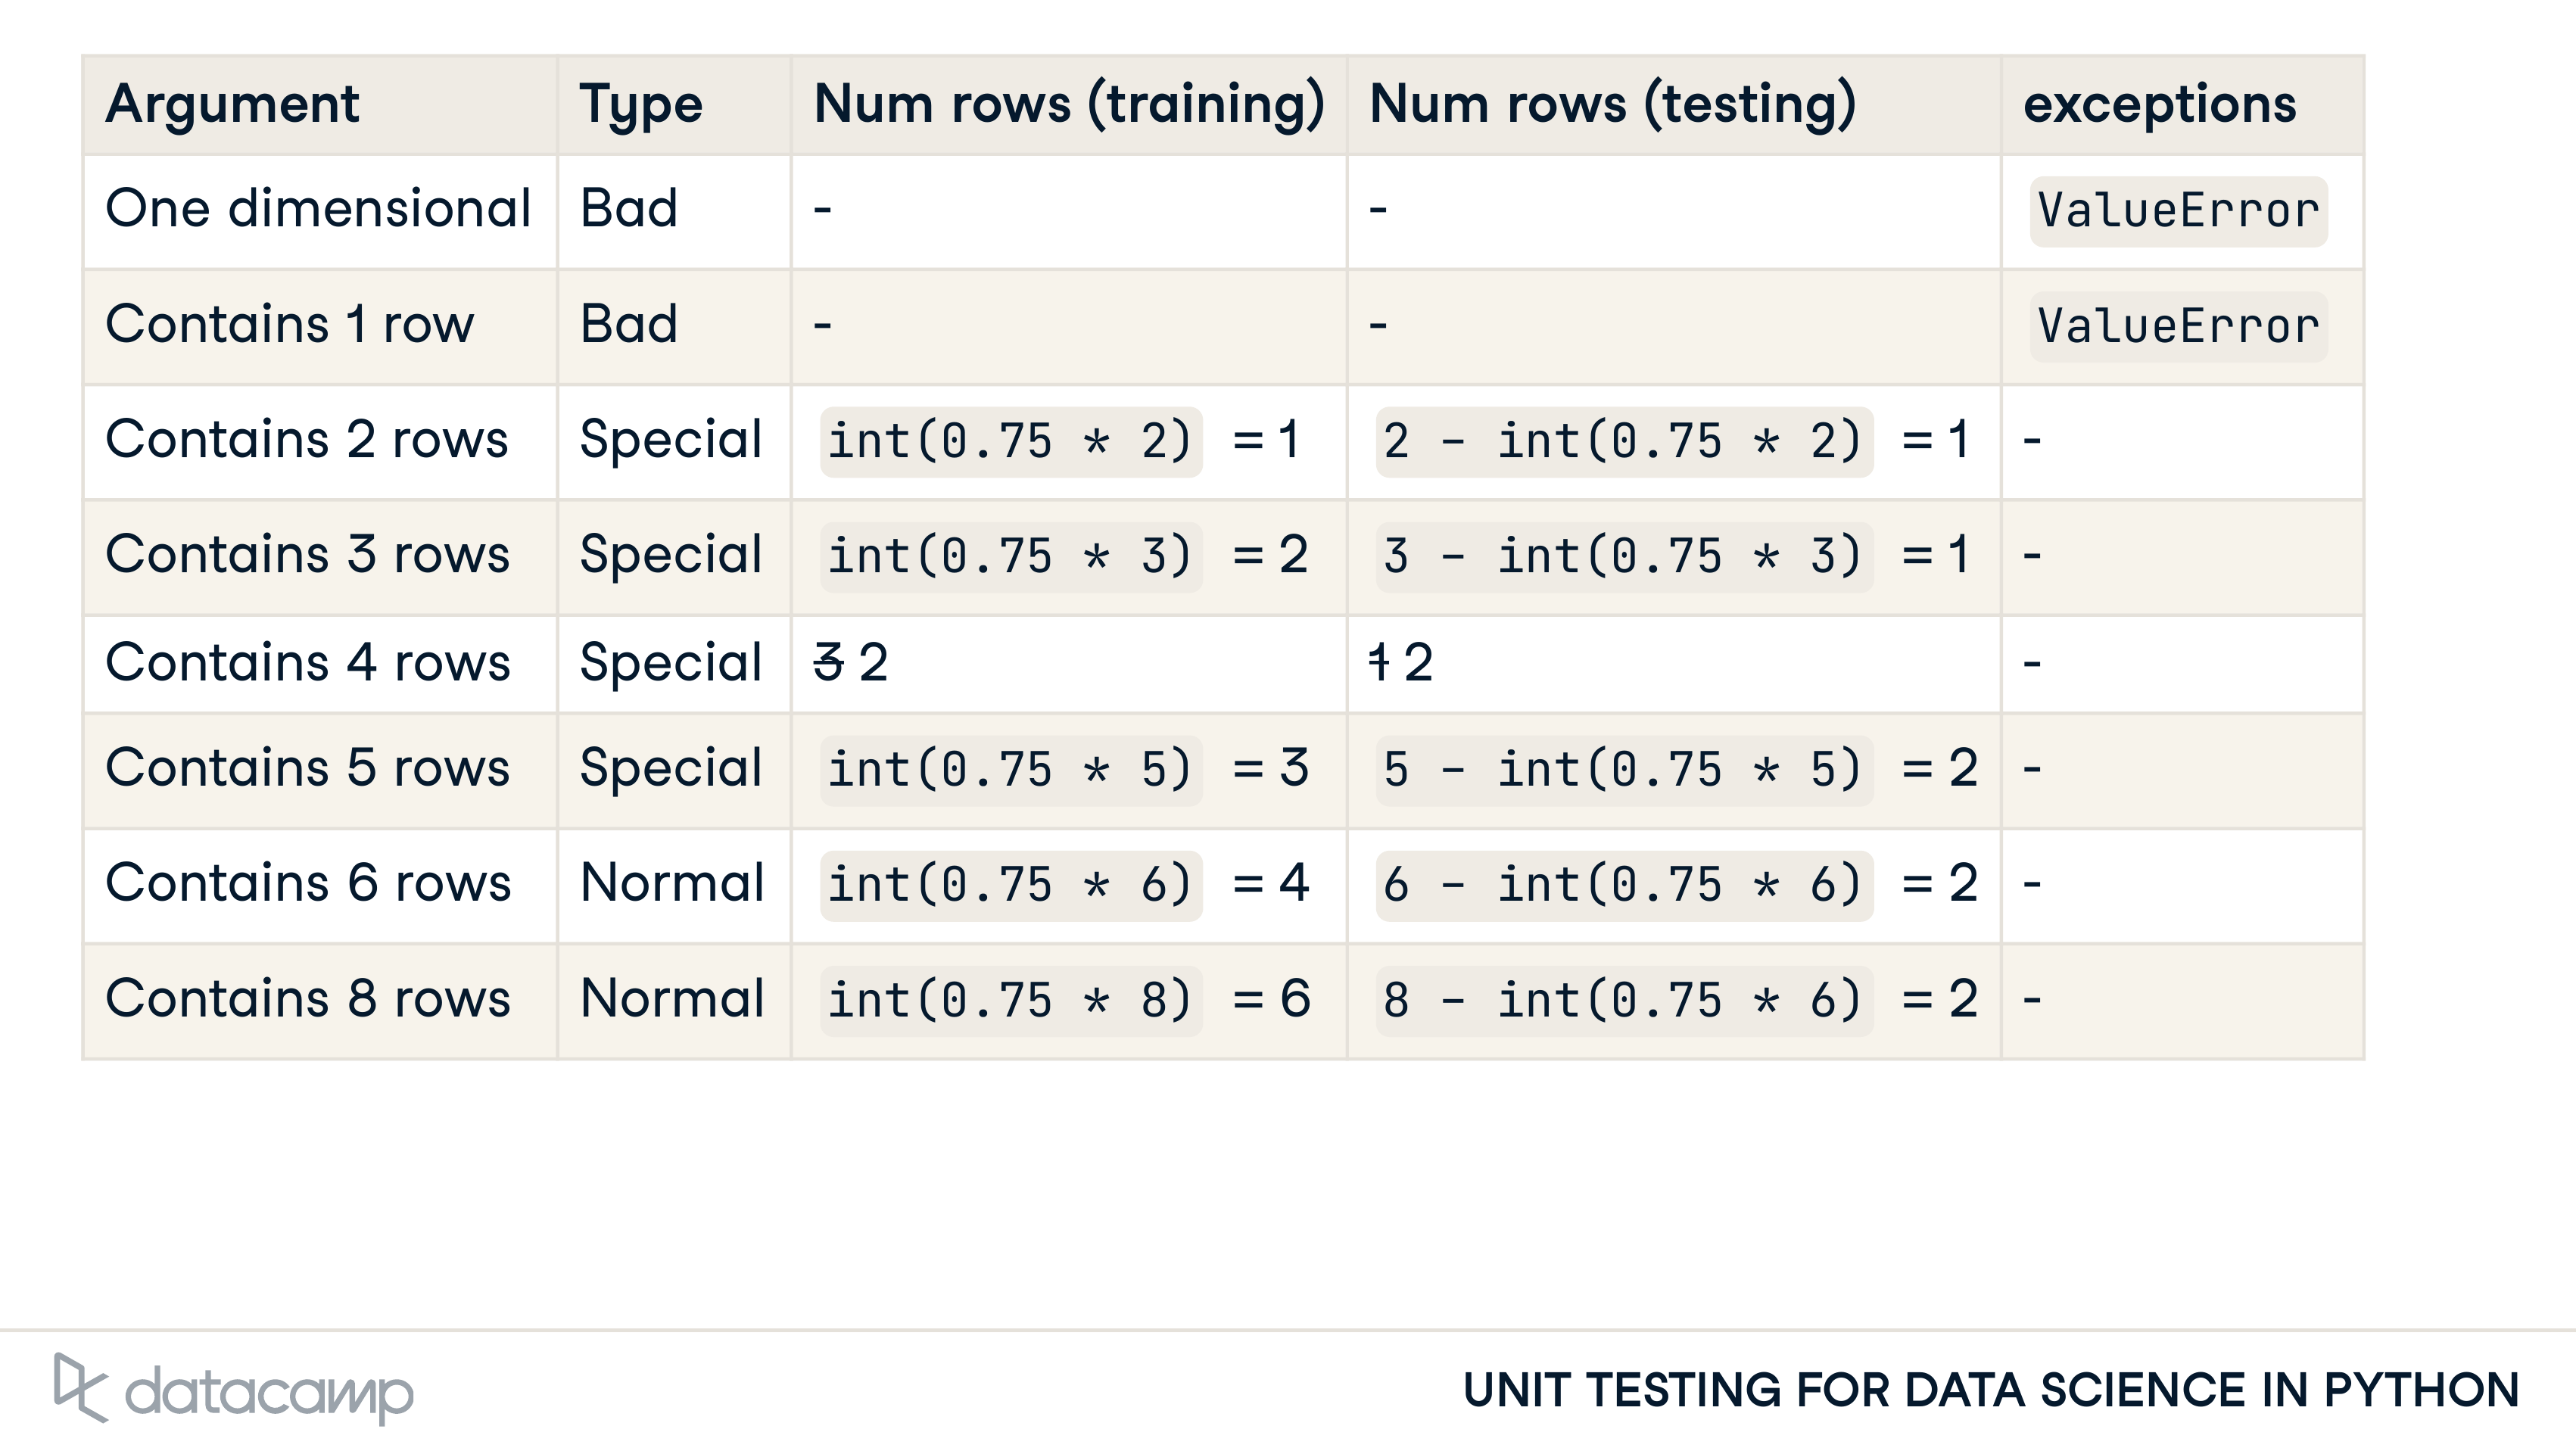 Argument Type Num rows (training) Num rows (testing) exceptions
One dimensional Bad - - ValueError
Contains 1 row Bad - - ValueError
Contains 2 rows Special int(0.75 * 2) = 1 2 - int(0.75 * 2) = 1 -
Contains 3 rows Special int(0.75 * 3) = 2 3 - int(0.75 * 3) = 1 -
Contains 4 rows Special 3 2 1 2 -
Contains 5 rows Special int(0.75 * 5) = 3 5 - int(0.75 * 5) = 2 -
Contains 6 rows Normal int(0.75 * 6) = 4 6 - int(0.75 * 6) = 2 -
Contains 8 rows Normal int(0.75 * 8) = 6 8 - int(0.75 * 6) = 2 -
datacamp UNIT TESTING FOR DATA SCIENCE IN PYTHON